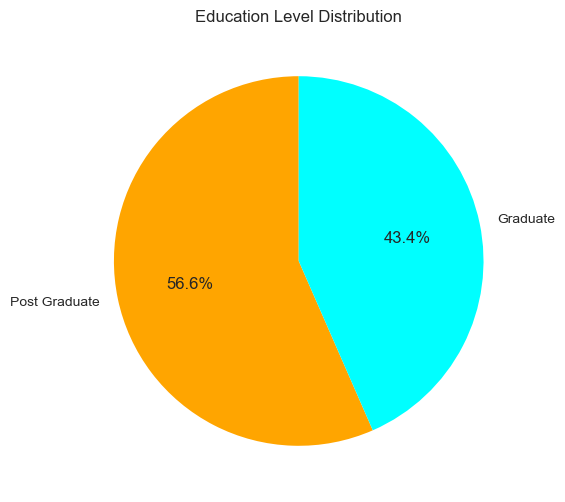 Education Level Distribution
Graduate
43.4%
56.6%
Post Graduate